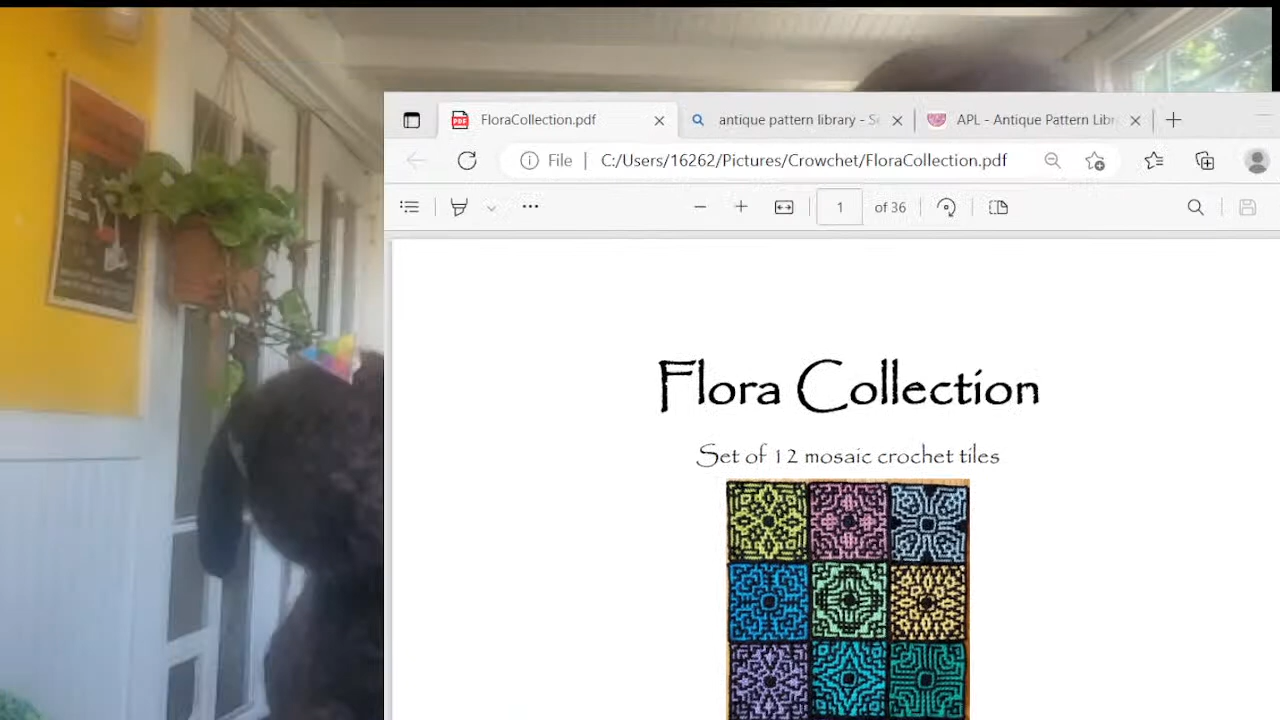 FloraCollection.pdf
antique pattern library - Se
APL - Antique Pattern Libr
File
C:/Users/16262/Pictures/Crowchet/FloraCollection.pdf
1 of 36
Flora Collection
Set of 12 mosaic crochet tiles